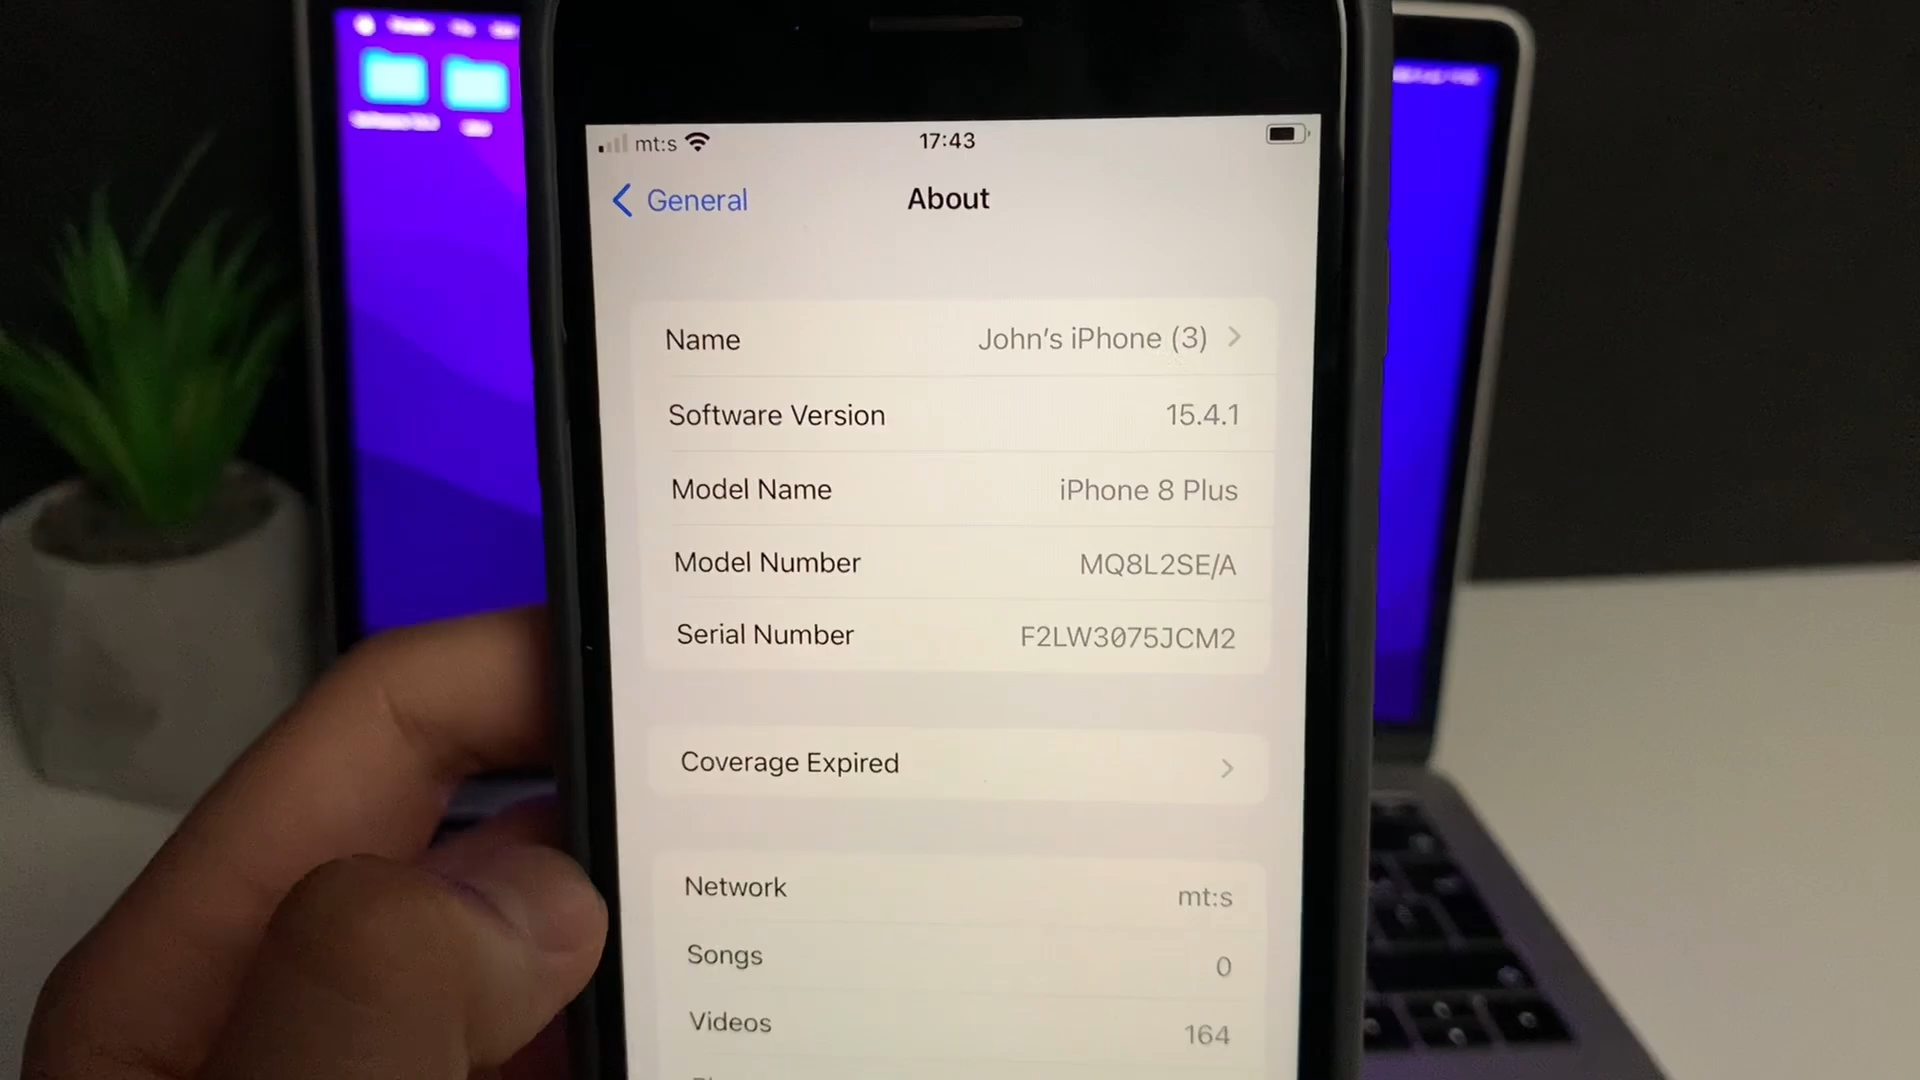 mt:s 17:43
General About
Name John's iPhone (3)
Software Version 15.4.1
Model Name iPhone 8 Plus
Model Number MQ8L2SE/A
Serial Number F2LW3075JCM2
Coverage Expired
Network mt:s
Songs 0
Videos 164